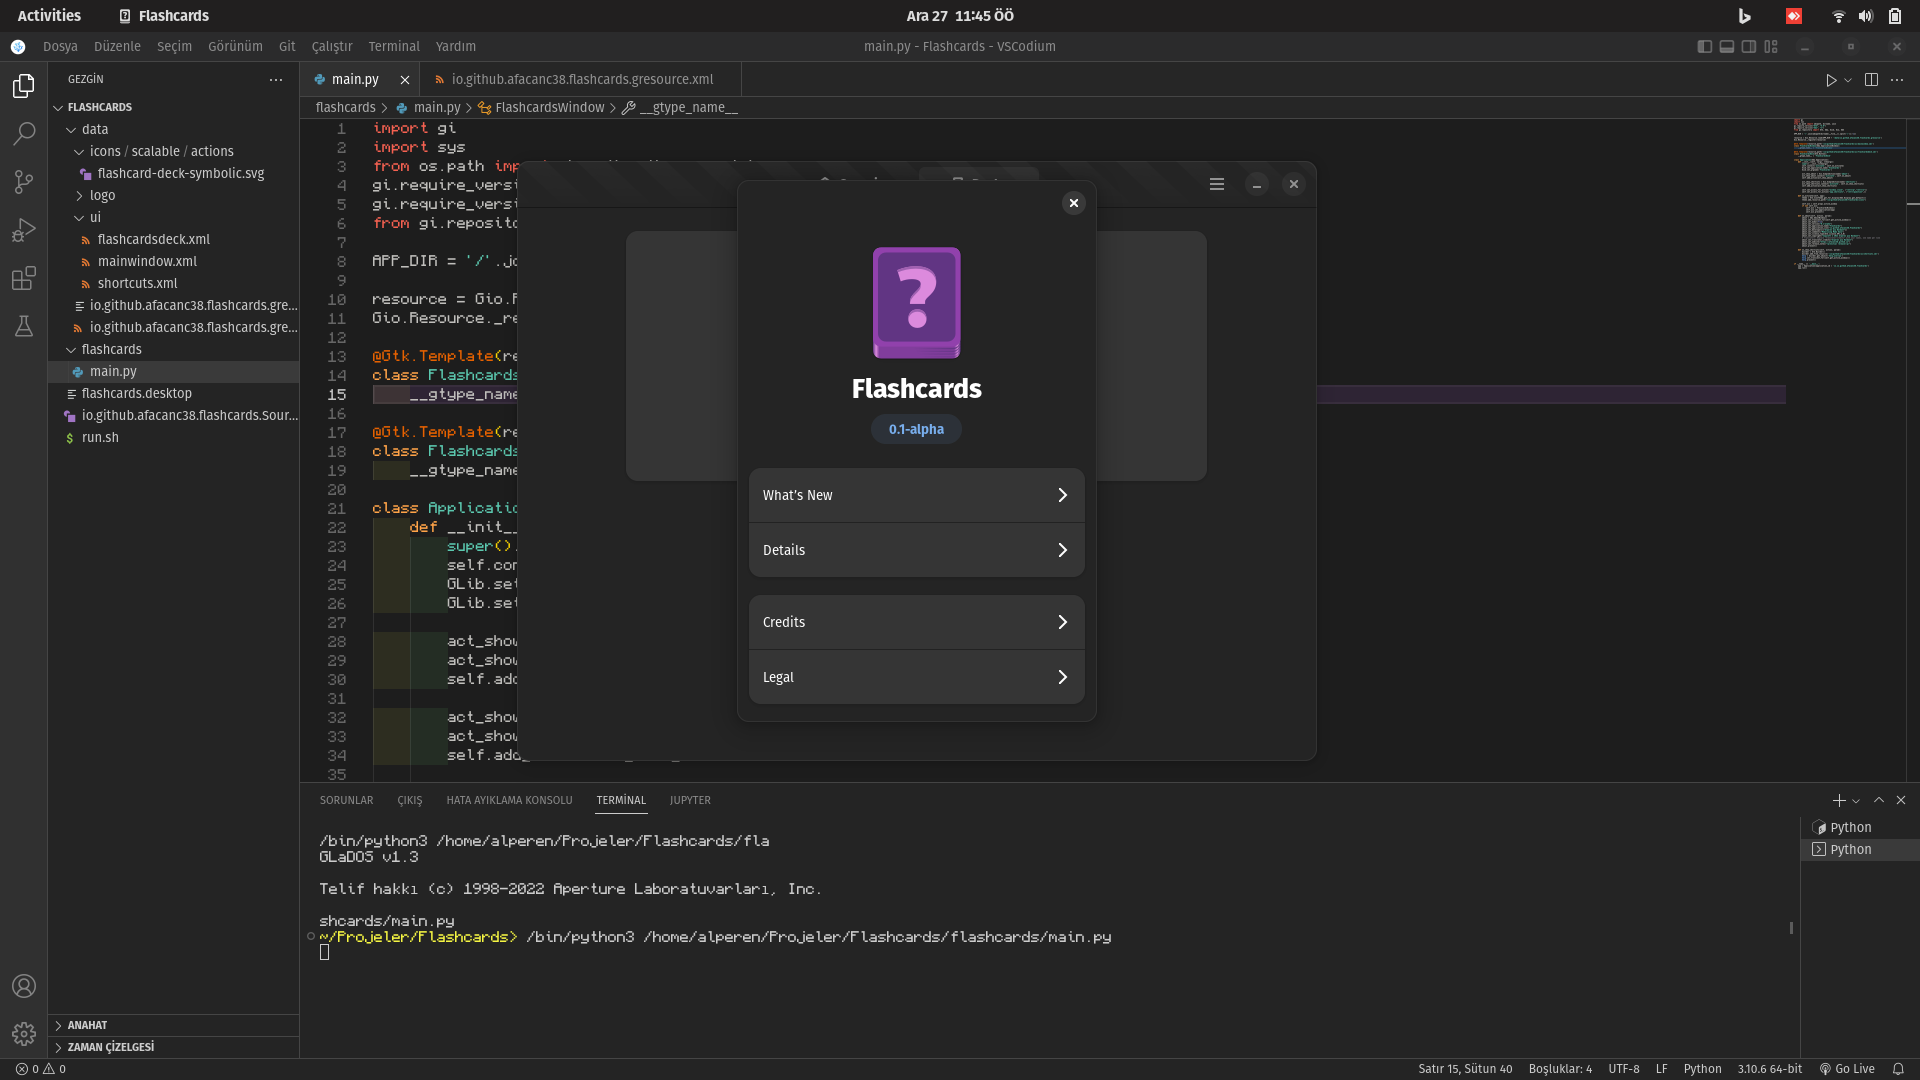 Activities
Flashcards
Ara 27 11:45 ÖÖ
Dosya Düzenle Seçim Görünüm Git Çalıştır Terminal Yardım
main.py - Flashcards - VSCodium
GEZGİN
FLASHCARDS
data
icons / scalable / actions
flashcard-deck-symbolic.svg
logo
ui
flashcardsdeck.xml
mainwindow.xml
shortcuts.xml
io.github.afacanc38.flashcards.gre...
io.github.afacanc38.flashcards.gre...
flashcards
main.py
flashcards.desktop
io.github.afacanc38.flashcards.Sour...
run.sh
ANAHAT
ZAMAN ÇİZELGESİ
main.py
io.github.afacanc38.flashcards.gresource.xml
flashcards > main.py > FlashcardsWindow > __gtype_name__
1 import gi
2 import sys
3 from os.path
4 gi.require_versi
5 gi.require_versi
6 from gi.reposito
7
8 APP_DIR = '/'.jo
9
10 resource = Gio.R
11 Gio.Resource._re
12
13 @Gtk.Template(re
14 class Flashcards
15 __gtype_name
16
17 @Gtk.Template(re
18 class Flashcards
19 __gtype_name
20
21 class Applicatio
22 def __init__
23 super().
24 self.con
25 GLib.set
26 GLib.set
27
28 act_show
29 act_show
30 self.add
31
32 act_show
33 act_show
34 self.add_
35
Flashcards
0.1-alpha
What's New
Details
Credits
Legal
SORUNLAR ÇIKIŞ HATA AYIKLAMA KONSOLU TERMİNAL JUPYTER
/bin/python3 /home/alperen/Projeler/Flashcards/fla
GLaDOS v1.3
Telif hakkı (c) 1998-2022 Aperture Laboratuvarları, Inc.
shcards/main.py
~/Projeler/Flashcards> /bin/python3 /home/alperen/Projeler/Flashcards/flashcards/main.py
Python
Python
0 0
Satır 15, Sütun 40 Boşluklar: 4 UTF-8 LF Python 3.10.6 64-bit Go Live